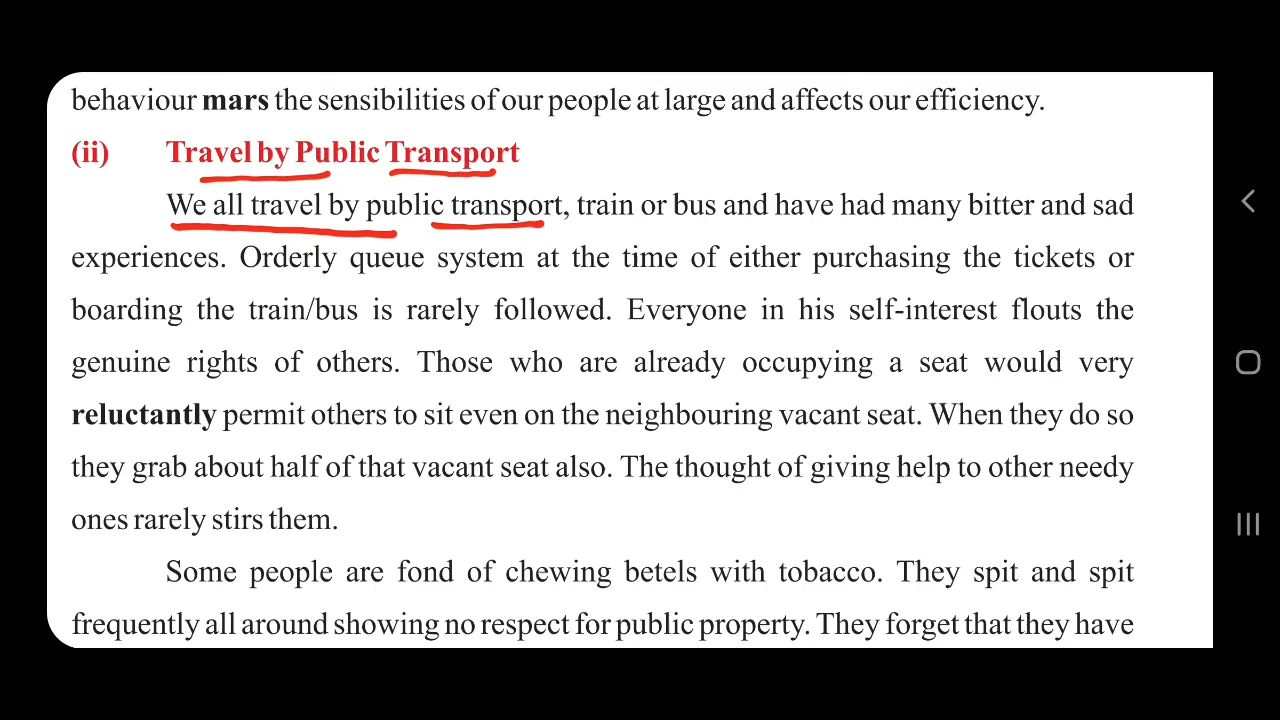 behaviour mars the sensibilities of our people at large and affects our efficiency.
(ii) Travel by Public Transport
We all travel by public transport, train or bus and have had many bitter and sad
experiences. Orderly queue system at the time of either purchasing the tickets or
boarding the train/bus is rarely followed. Everyone in his self-interest flouts the
genuine rights of others. Those who are already occupying a seat would very
reluctantly permit others to sit even on the neighbouring vacant seat. When they do so
they grab about half of that vacant seat also. The thought of giving help to other needy
ones rarely stirs them.
Some people are fond of chewing betels with tobacco. They spit and spit
frequently all around showing no respect for public property. They forget that they have